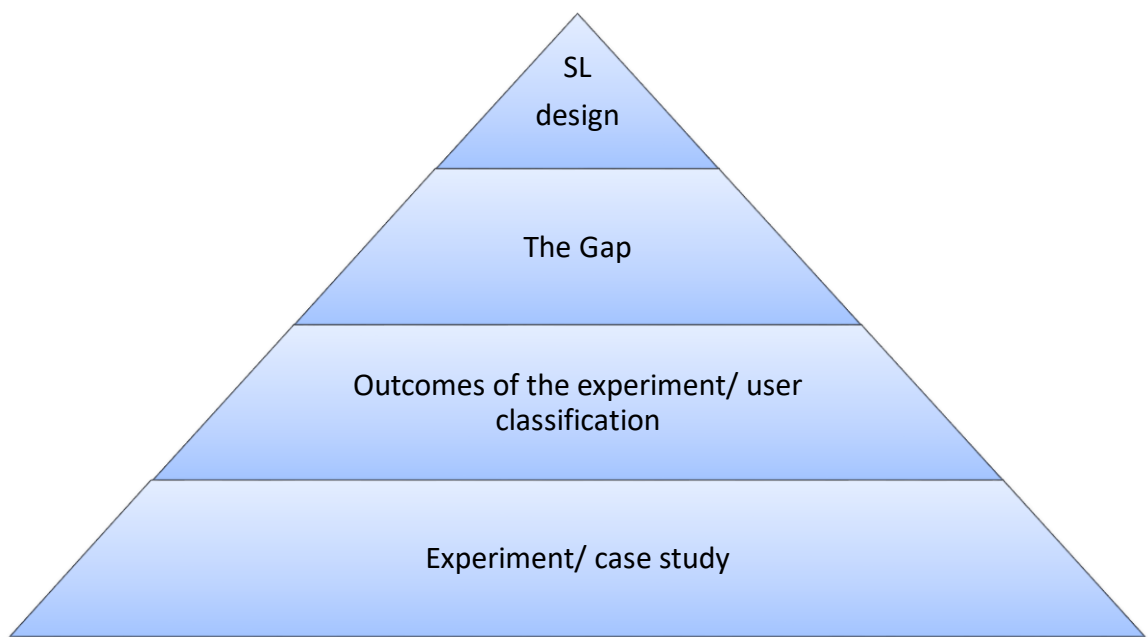 SL
design
The Gap
Outcomes of the experiment/ user
classification
Experiment/ case study